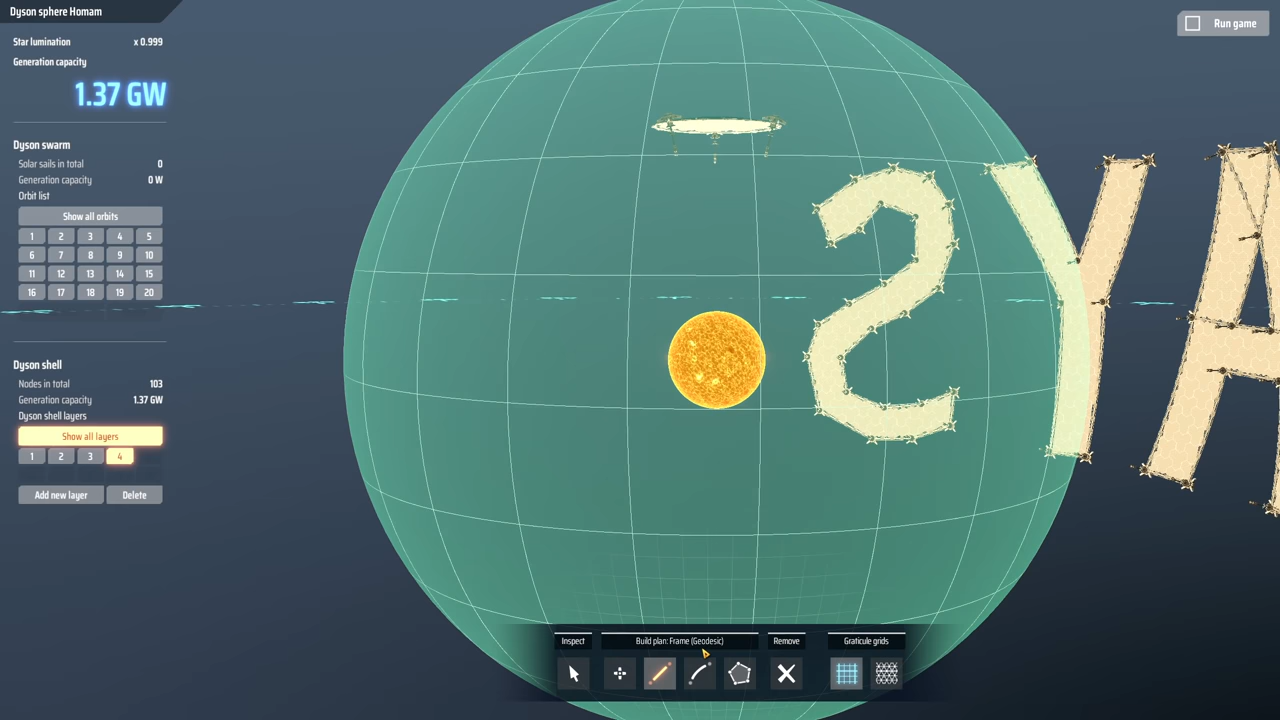 Dyson sphere Homam
Run game
Star lumination x 0.999
Generation capacity
1.37 GW
Dyson swarm
Solar sails in total 0
Generation capacity 0 W
Orbit list
Show all orbits
1 2 3 4 5
6 7 8 9 10
11 12 13 14 15
16 17 18 19 20
Dyson shell
Nodes in total 103
Generation capacity 1.37 GW
Dyson shell layers
Show all layers
1 2 3 4
Add new layer Delete
SYA
Inspect Build plan: Frame (Geodesic) Remove Graticule grids